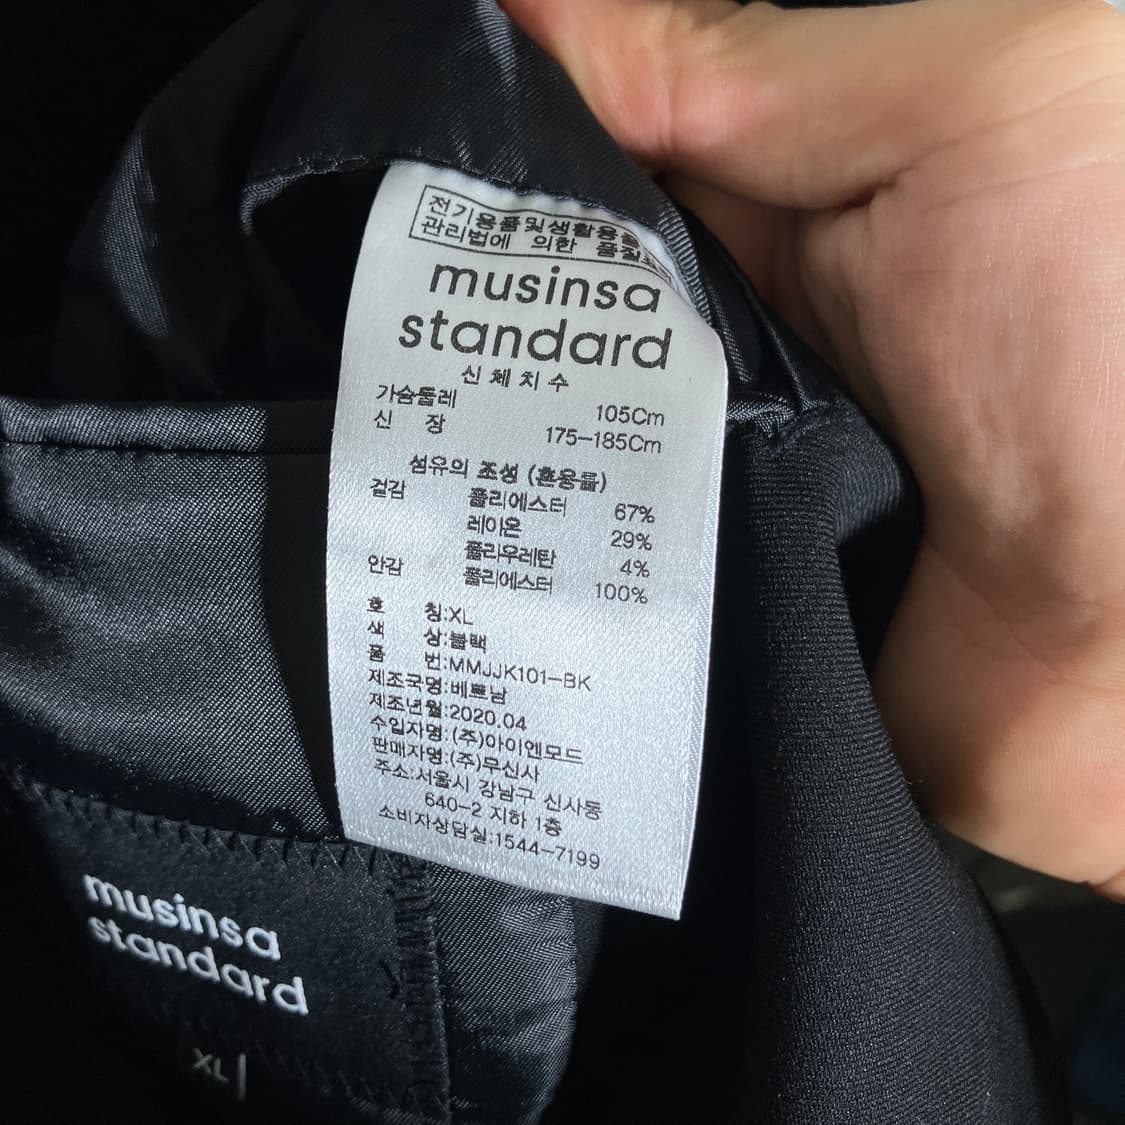 전기용품및생활용품
관리법에 의한 품질표
musinsa
standard
신체치수
가슴둘레 105Cm
신 장 175-185Cm
섬유의 조성 (혼용률)
겉감 폴리에스터 67%
레이온 29%
폴리우레탄 4%
안감 폴리에스터 100%
호 칭:XL
색 상:블랙
품 번:MMJJK101-BK
제조국명:베트남
제조년월:2020.04
수입자명:(주)아이엔모드
판매자명:(주)무신사
주소:서울시 강남구 신사동
640-2 지하 1층
소비자상담실:1544-7199
musinsa
standard
XL